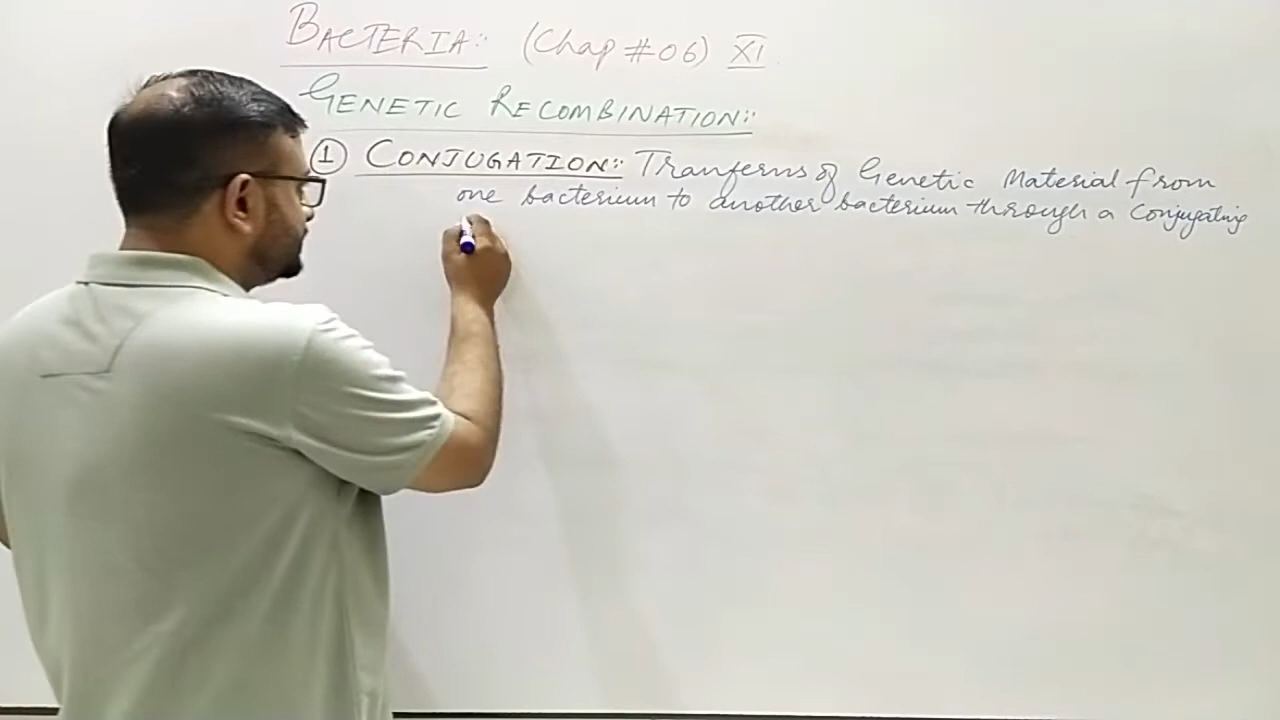 BACTERIA:: (Chap #06) XI
GENETIC RECOMBINATION::
① CONJUGATION:: Tranferns of Genetic Material from
one bacterium to another bacterium through a Conjugating